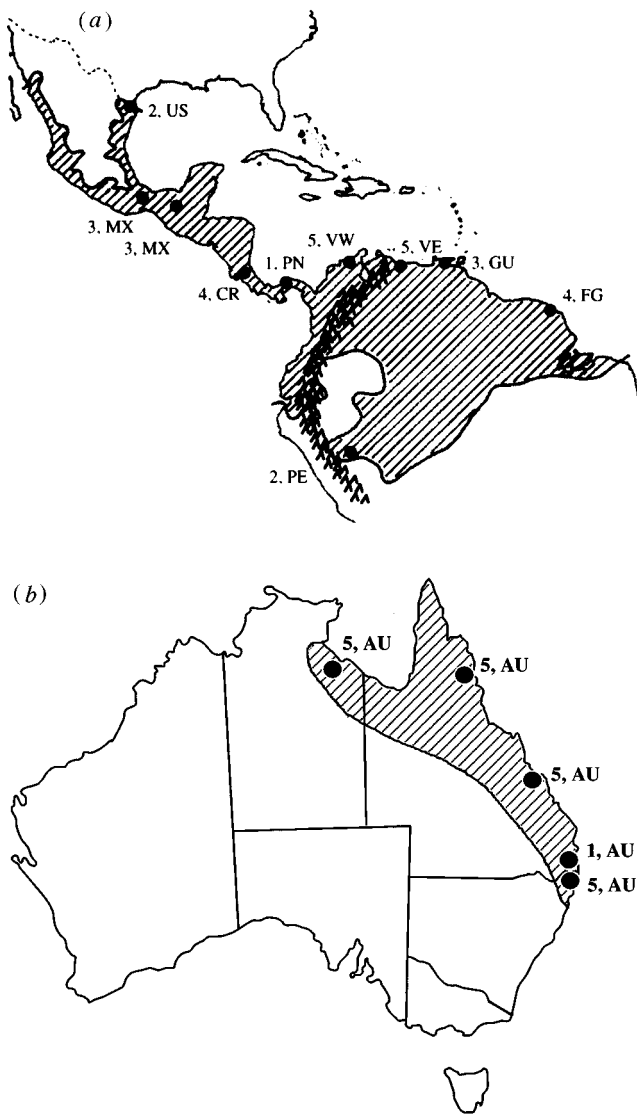 (a)
2, US
3, MX
3, MX
1, PN
5, VW
5, VE
3, GU
4, CR
4, FG
2, PE
(b)
5, AU
5, AU
5, AU
1, AU
5, AU